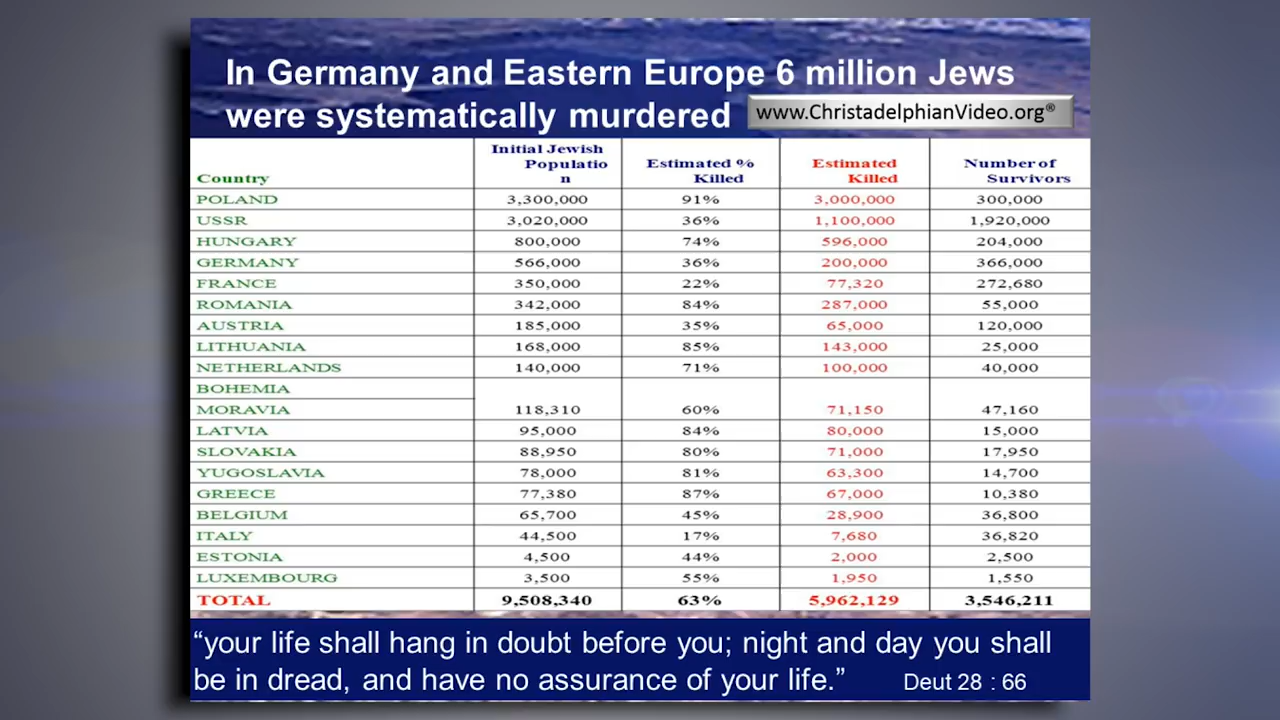 In Germany and Eastern Europe 6 million Jews
were systematically murdered
www.ChristadelphianVideo.org®
Country Initial Jewish Population Estimated % Killed Estimated Killed Number of Survivors
POLAND 3,300,000 91% 3,000,000 300,000
USSR 3,020,000 36% 1,100,000 1,920,000
HUNGARY 800,000 74% 596,000 204,000
GERMANY 566,000 36% 200,000 366,000
FRANCE 350,000 22% 77,320 272,680
ROMANIA 342,000 84% 287,000 55,000
AUSTRIA 185,000 35% 65,000 120,000
LITHUANIA 168,000 85% 143,000 25,000
NETHERLANDS 140,000 71% 100,000 40,000
BOHEMIA
MORAVIA 118,310 60% 71,150 47,160
LATVIA 95,000 84% 80,000 15,000
SLOVAKIA 88,950 80% 71,000 17,950
YUGOSLAVIA 78,000 81% 63,300 14,700
GREECE 77,380 87% 67,000 10,380
BELGIUM 65,700 45% 28,900 36,800
ITALY 44,500 17% 7,680 36,820
ESTONIA 4,500 44% 2,000 2,500
LUXEMBOURG 3,500 55% 1,950 1,550
TOTAL 9,508,340 63% 5,962,129 3,546,211
“your life shall hang in doubt before you; night and day you shall
be in dread, and have no assurance of your life.” Deut 28 : 66